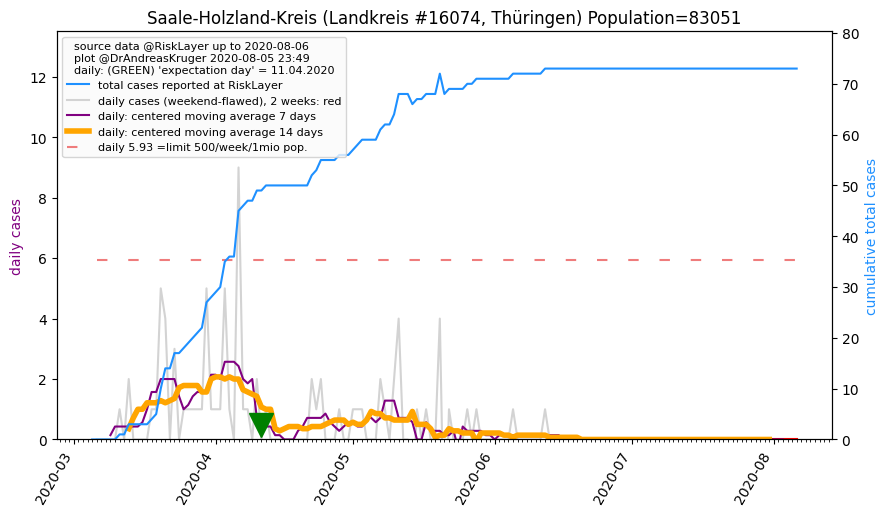 Saale-Holzland-Kreis (Landkreis #16074, Thüringen) Population=83051
source data @RiskLayer up to 2020-08-06
plot @DrAndreasKruger 2020-08-05 23:49
daily: (GREEN) 'expectation day' = 11.04.2020
total cases reported at RiskLayer
daily cases (weekend-flawed), 2 weeks: red
daily: centered moving average 7 days
daily: centered moving average 14 days
daily 5.93 =limit 500/week/1mio pop.
daily cases
12
10
8
6
4
2
0
80
70
60
50
40
30
20
10
0
cumulative total cases
2020-03
2020-04
2020-05
2020-06
2020-07
2020-08